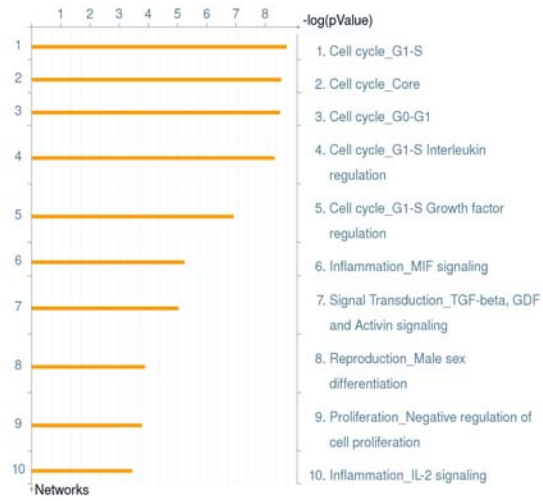 1 2 3 4 5 6 7 8
-log(pValue)
1
1. Cell cycle_G1-S
2
2. Cell cycle_Core
3
3. Cell cycle_G0-G1
4
4. Cell cycle_G1-S Interleukin
regulation
5
5. Cell cycle_G1-S Growth factor
regulation
6
6. Inflammation_MIF signaling
7
7. Signal Transduction_TGF-beta, GDF
and Activin signaling
8
8. Reproduction_Male sex
differentiation
9
9. Proliferation_Negative regulation of
cell proliferation
10
10. Inflammation_IL-2 signaling
Networks